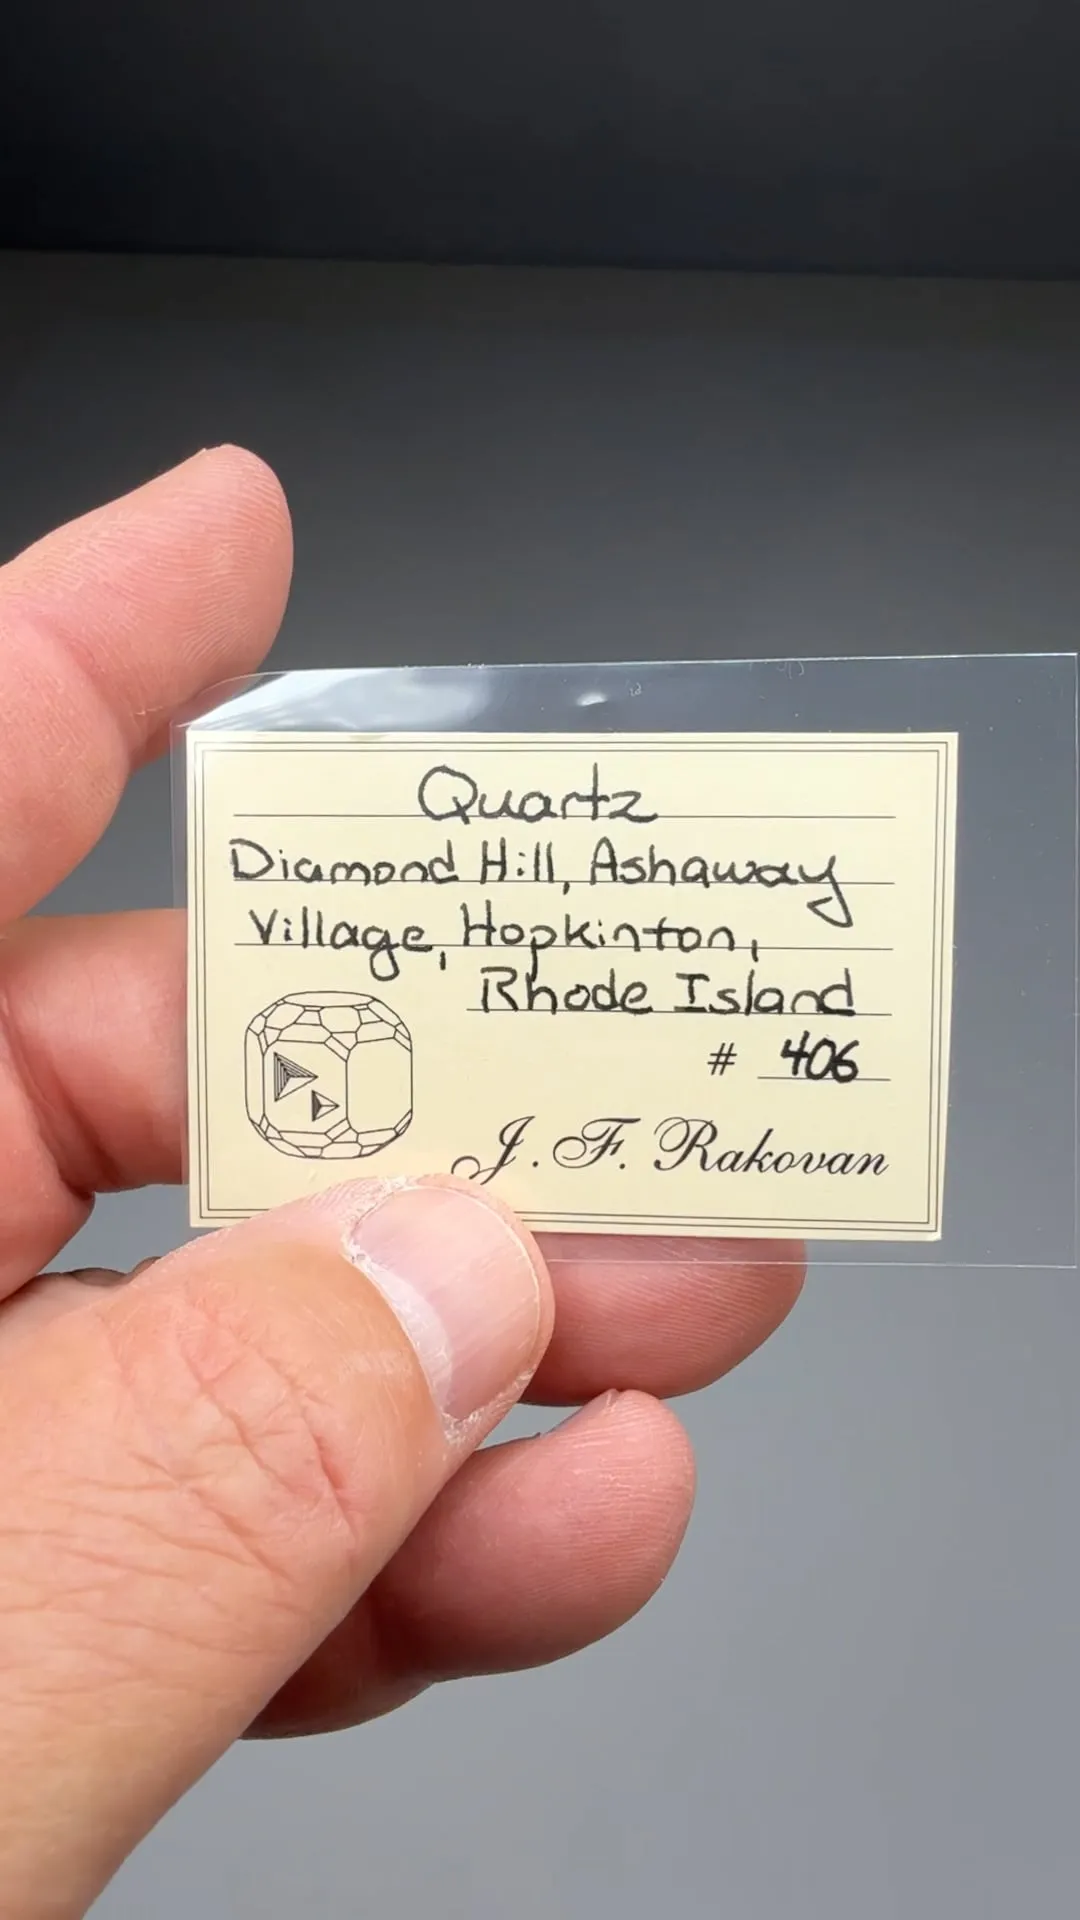 Quartz
Diamond Hill, Ashaway
Village, Hopkinton,
Rhode Island
# 406
J. F. Rakovan